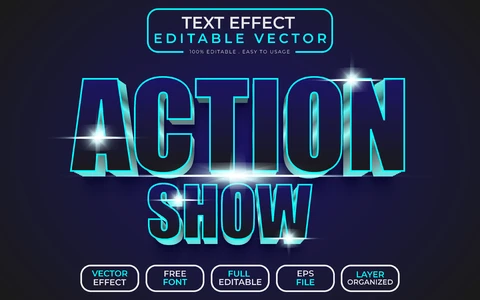 TEXT EFFECT
EDITABLE VECTOR
100% EDITABLE - EASY TO USAGE
ACTION
SHOW
VECTOR EFFECT
FREE FONT
FULL EDITABLE
EPS FILE
LAYER ORGANIZED